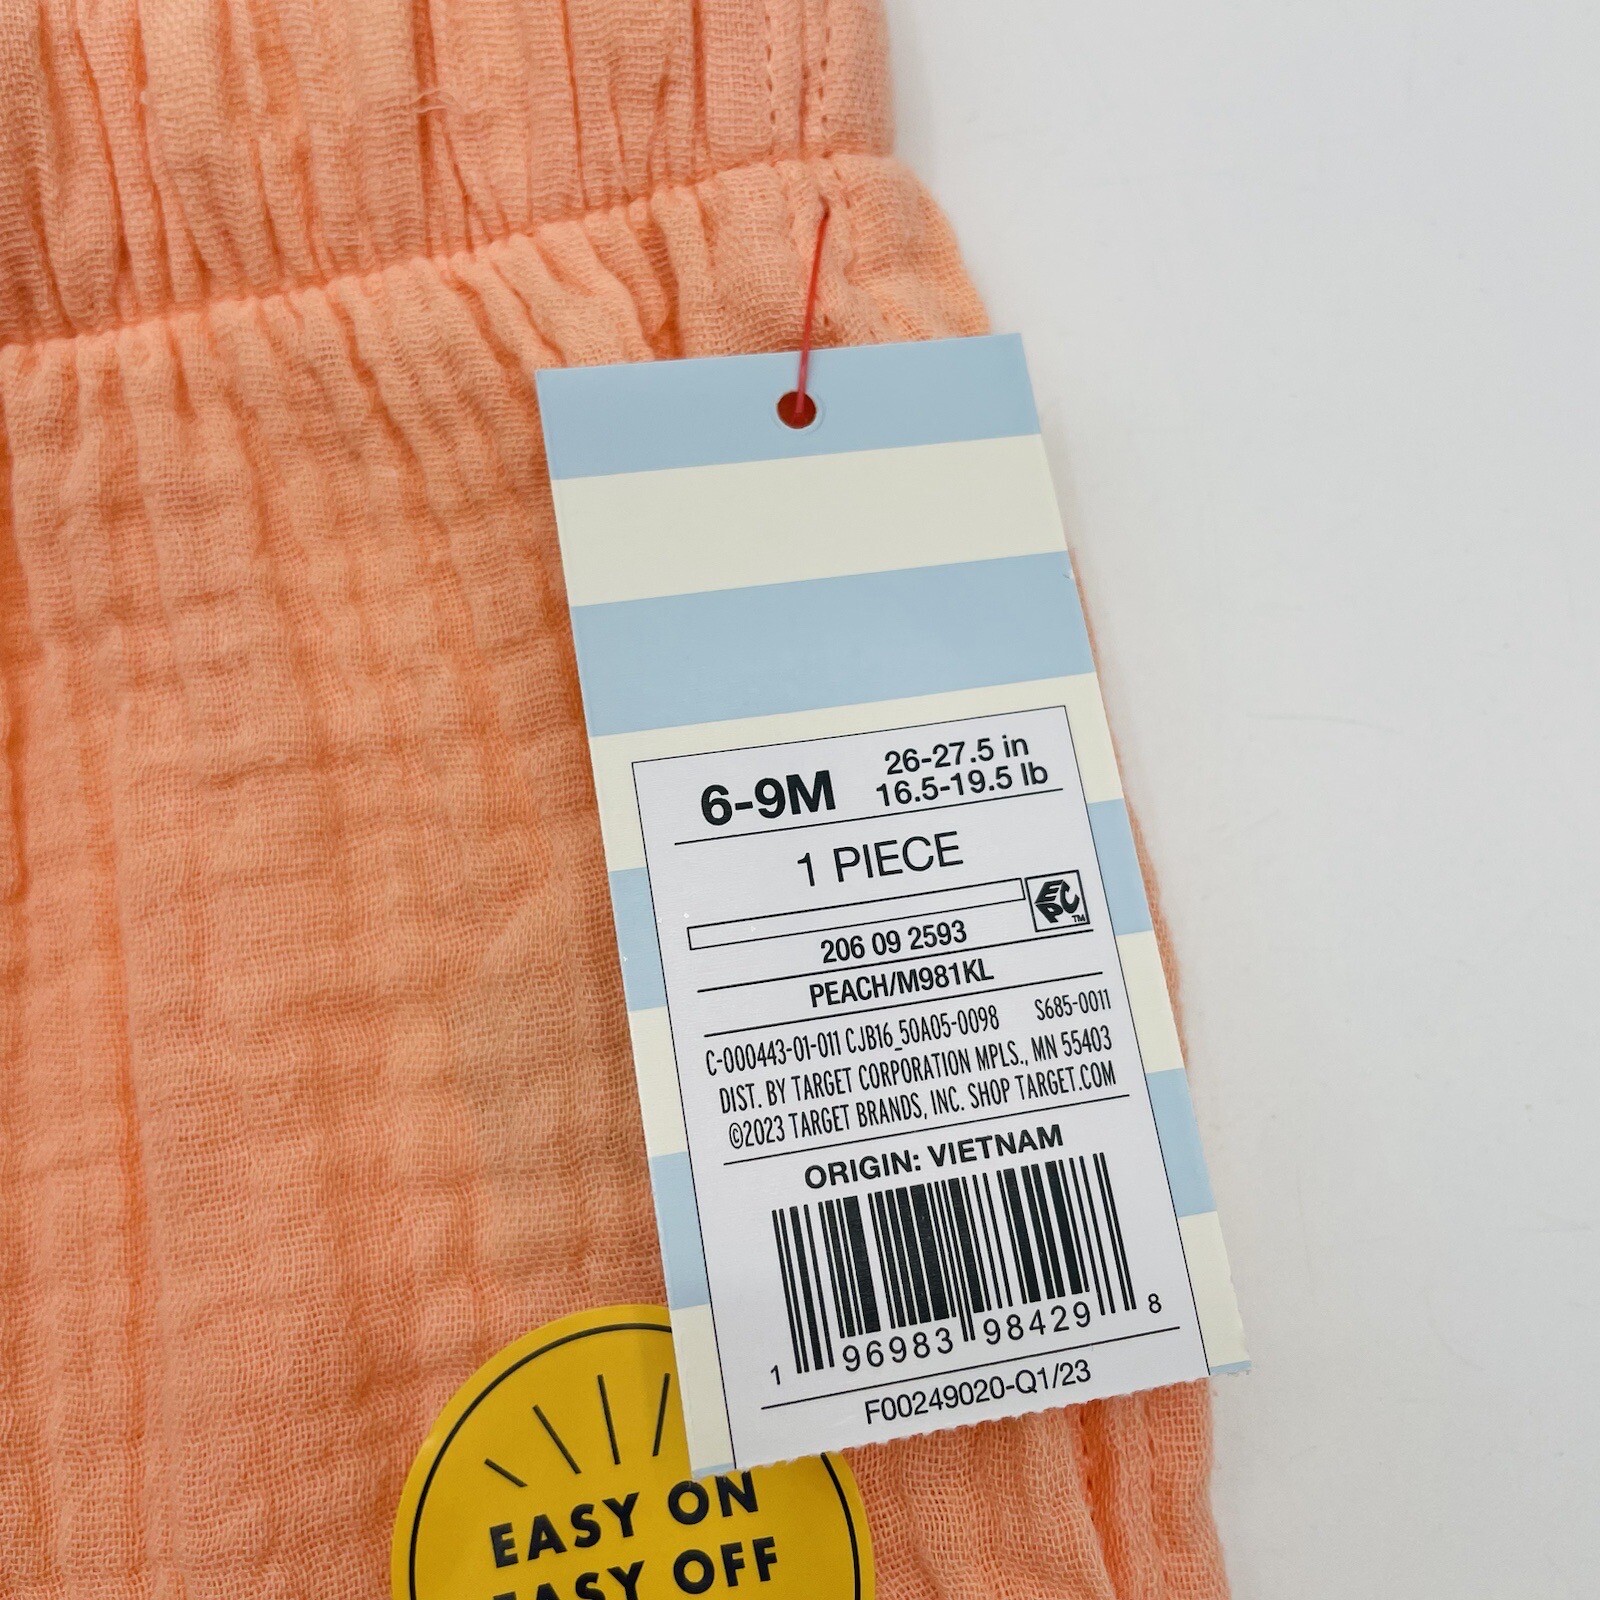 6-9M
26-27.5 in
16.5-19.5 lb
1 PIECE
EPC TM
206 09 2593
PEACH/M981KL
C-000443-01-011 CJB16_50A05-0098 S685-0011
DIST. BY TARGET CORPORATION MPLS., MN 55403
©2023 TARGET BRANDS, INC. SHOP TARGET.COM
ORIGIN: VIETNAM
1 96983 98429 8
F00249020-Q1/23
EASY ON
EASY OFF